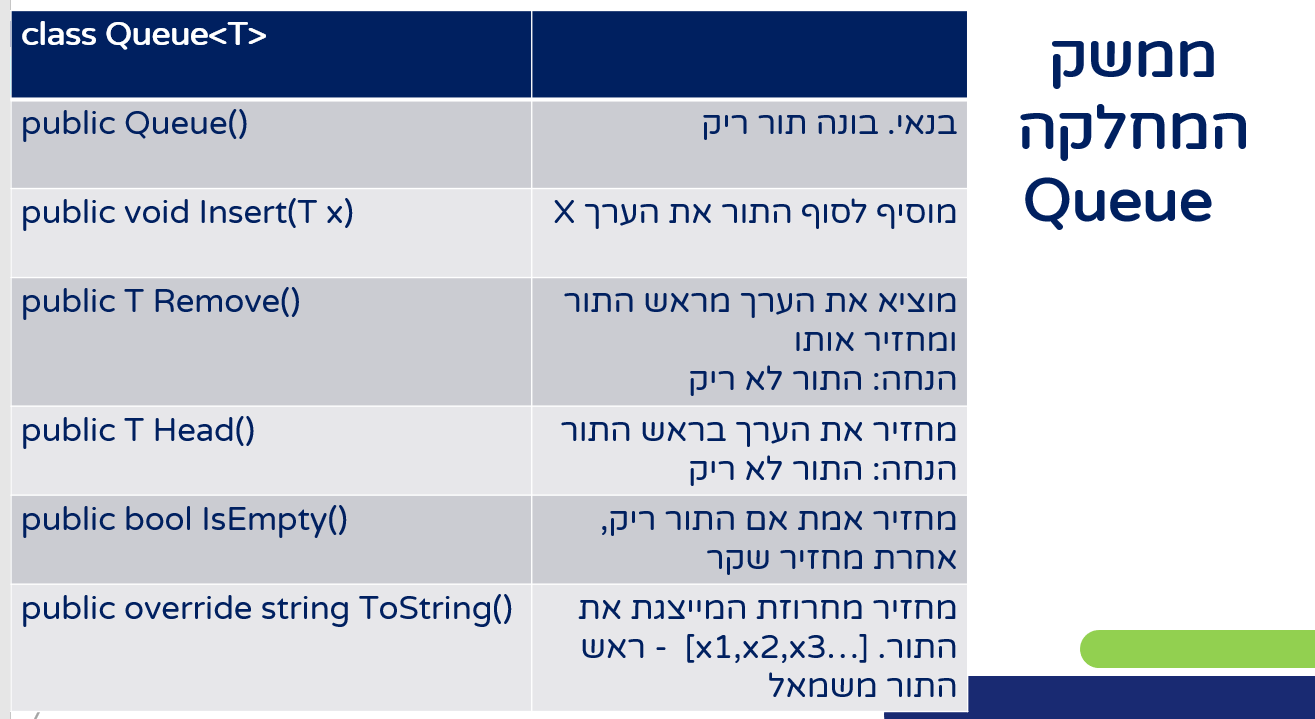 ממשק
המחלקה
Queue
class Queue<T>
public Queue()
בנאי. בונה תור ריק
public void Insert(T x)
מוסיף לסוף התור את הערך X
public T Remove()
מוציא את הערך מראש התור
ומחזיר אותו
הנחה: התור לא ריק
public T Head()
מחזיר את הערך בראש התור
הנחה: התור לא ריק
public bool IsEmpty()
מחזיר אמת אם התור ריק,
אחרת מחזיר שקר
public override string ToString()
מחזיר מחרוזת המייצגת את
התור. [x1,x2,x3...] - ראש
התור משמאל